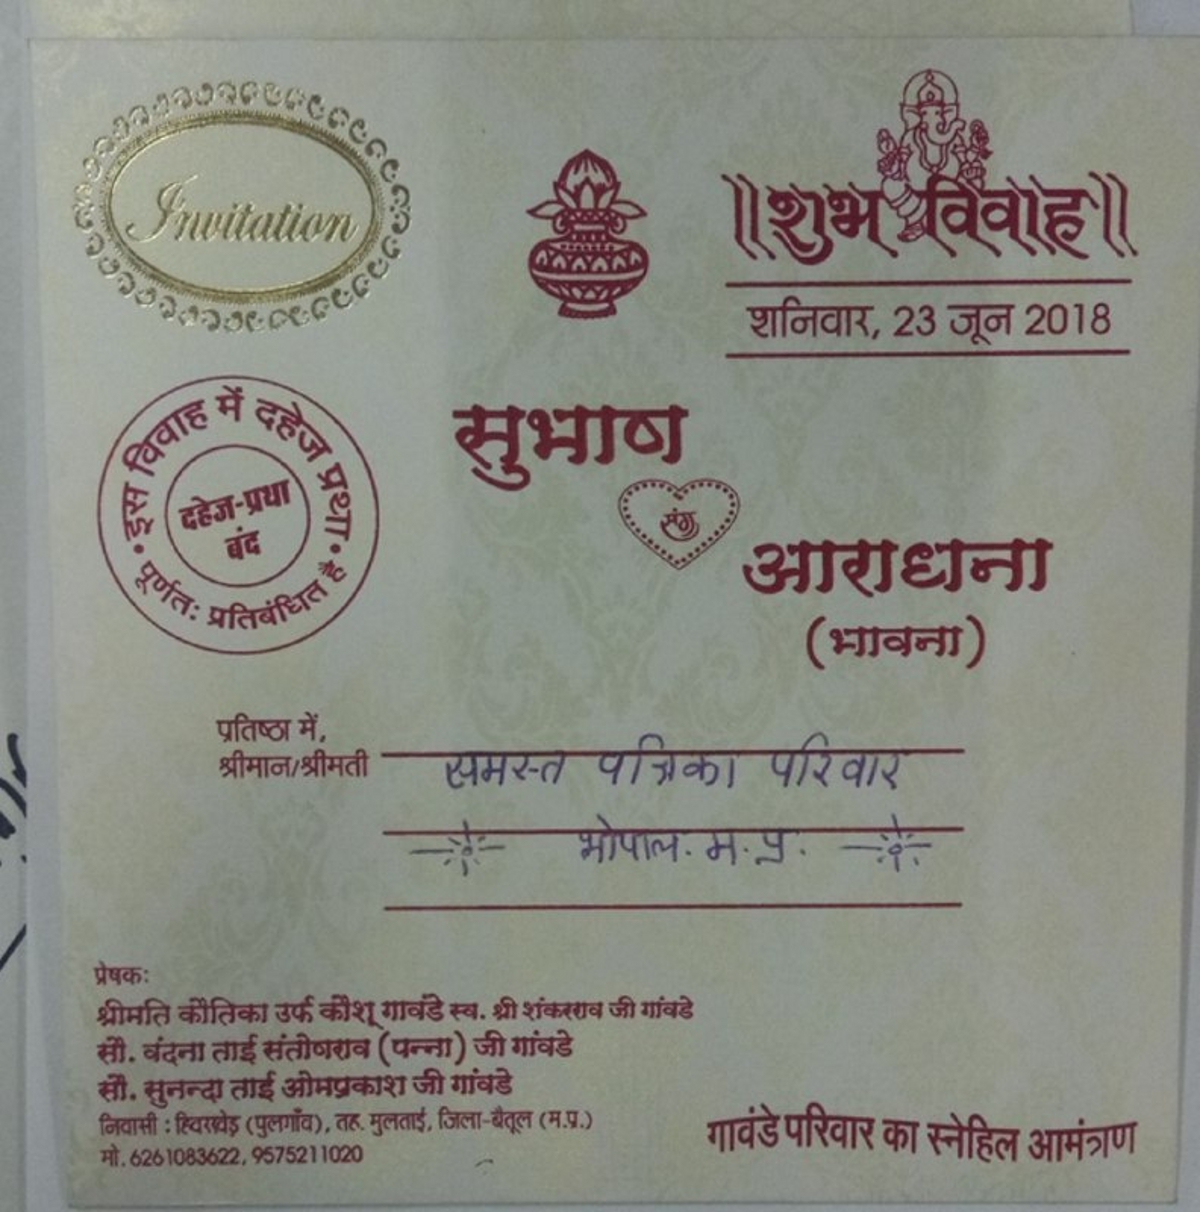 Invitation
॥शुभ विवाह॥
शनिवार, 23 जून 2018
इस विवाह में दहेज प्रथा
पूर्णतः प्रतिबंधित है
दहेज-प्रथा
बंद
सुभाष
संग
आराधना
(भावना)
प्रतिष्ठा में,
श्रीमान/श्रीमती समस्त पत्रिका परिवार
भोपाल. म. प्र.
प्रेषकः
श्रीमति कौतिका उर्फ कौशू गावंडे स्व. श्री शंकरराव जी गांवडे
सौ. वंदना ताई संतोषराव (पन्ना) जी गांवडे
सौ. सुनन्दा ताई ओमप्रकाश जी गांवडे
निवासी : हिवरखेड़ (पुलगाँव), तह. मुलताई, जिला-बैतूल (म.प्र.)
मो. 6261083622, 9575211020
गावंडे परिवार का स्नेहिल आमंत्रण